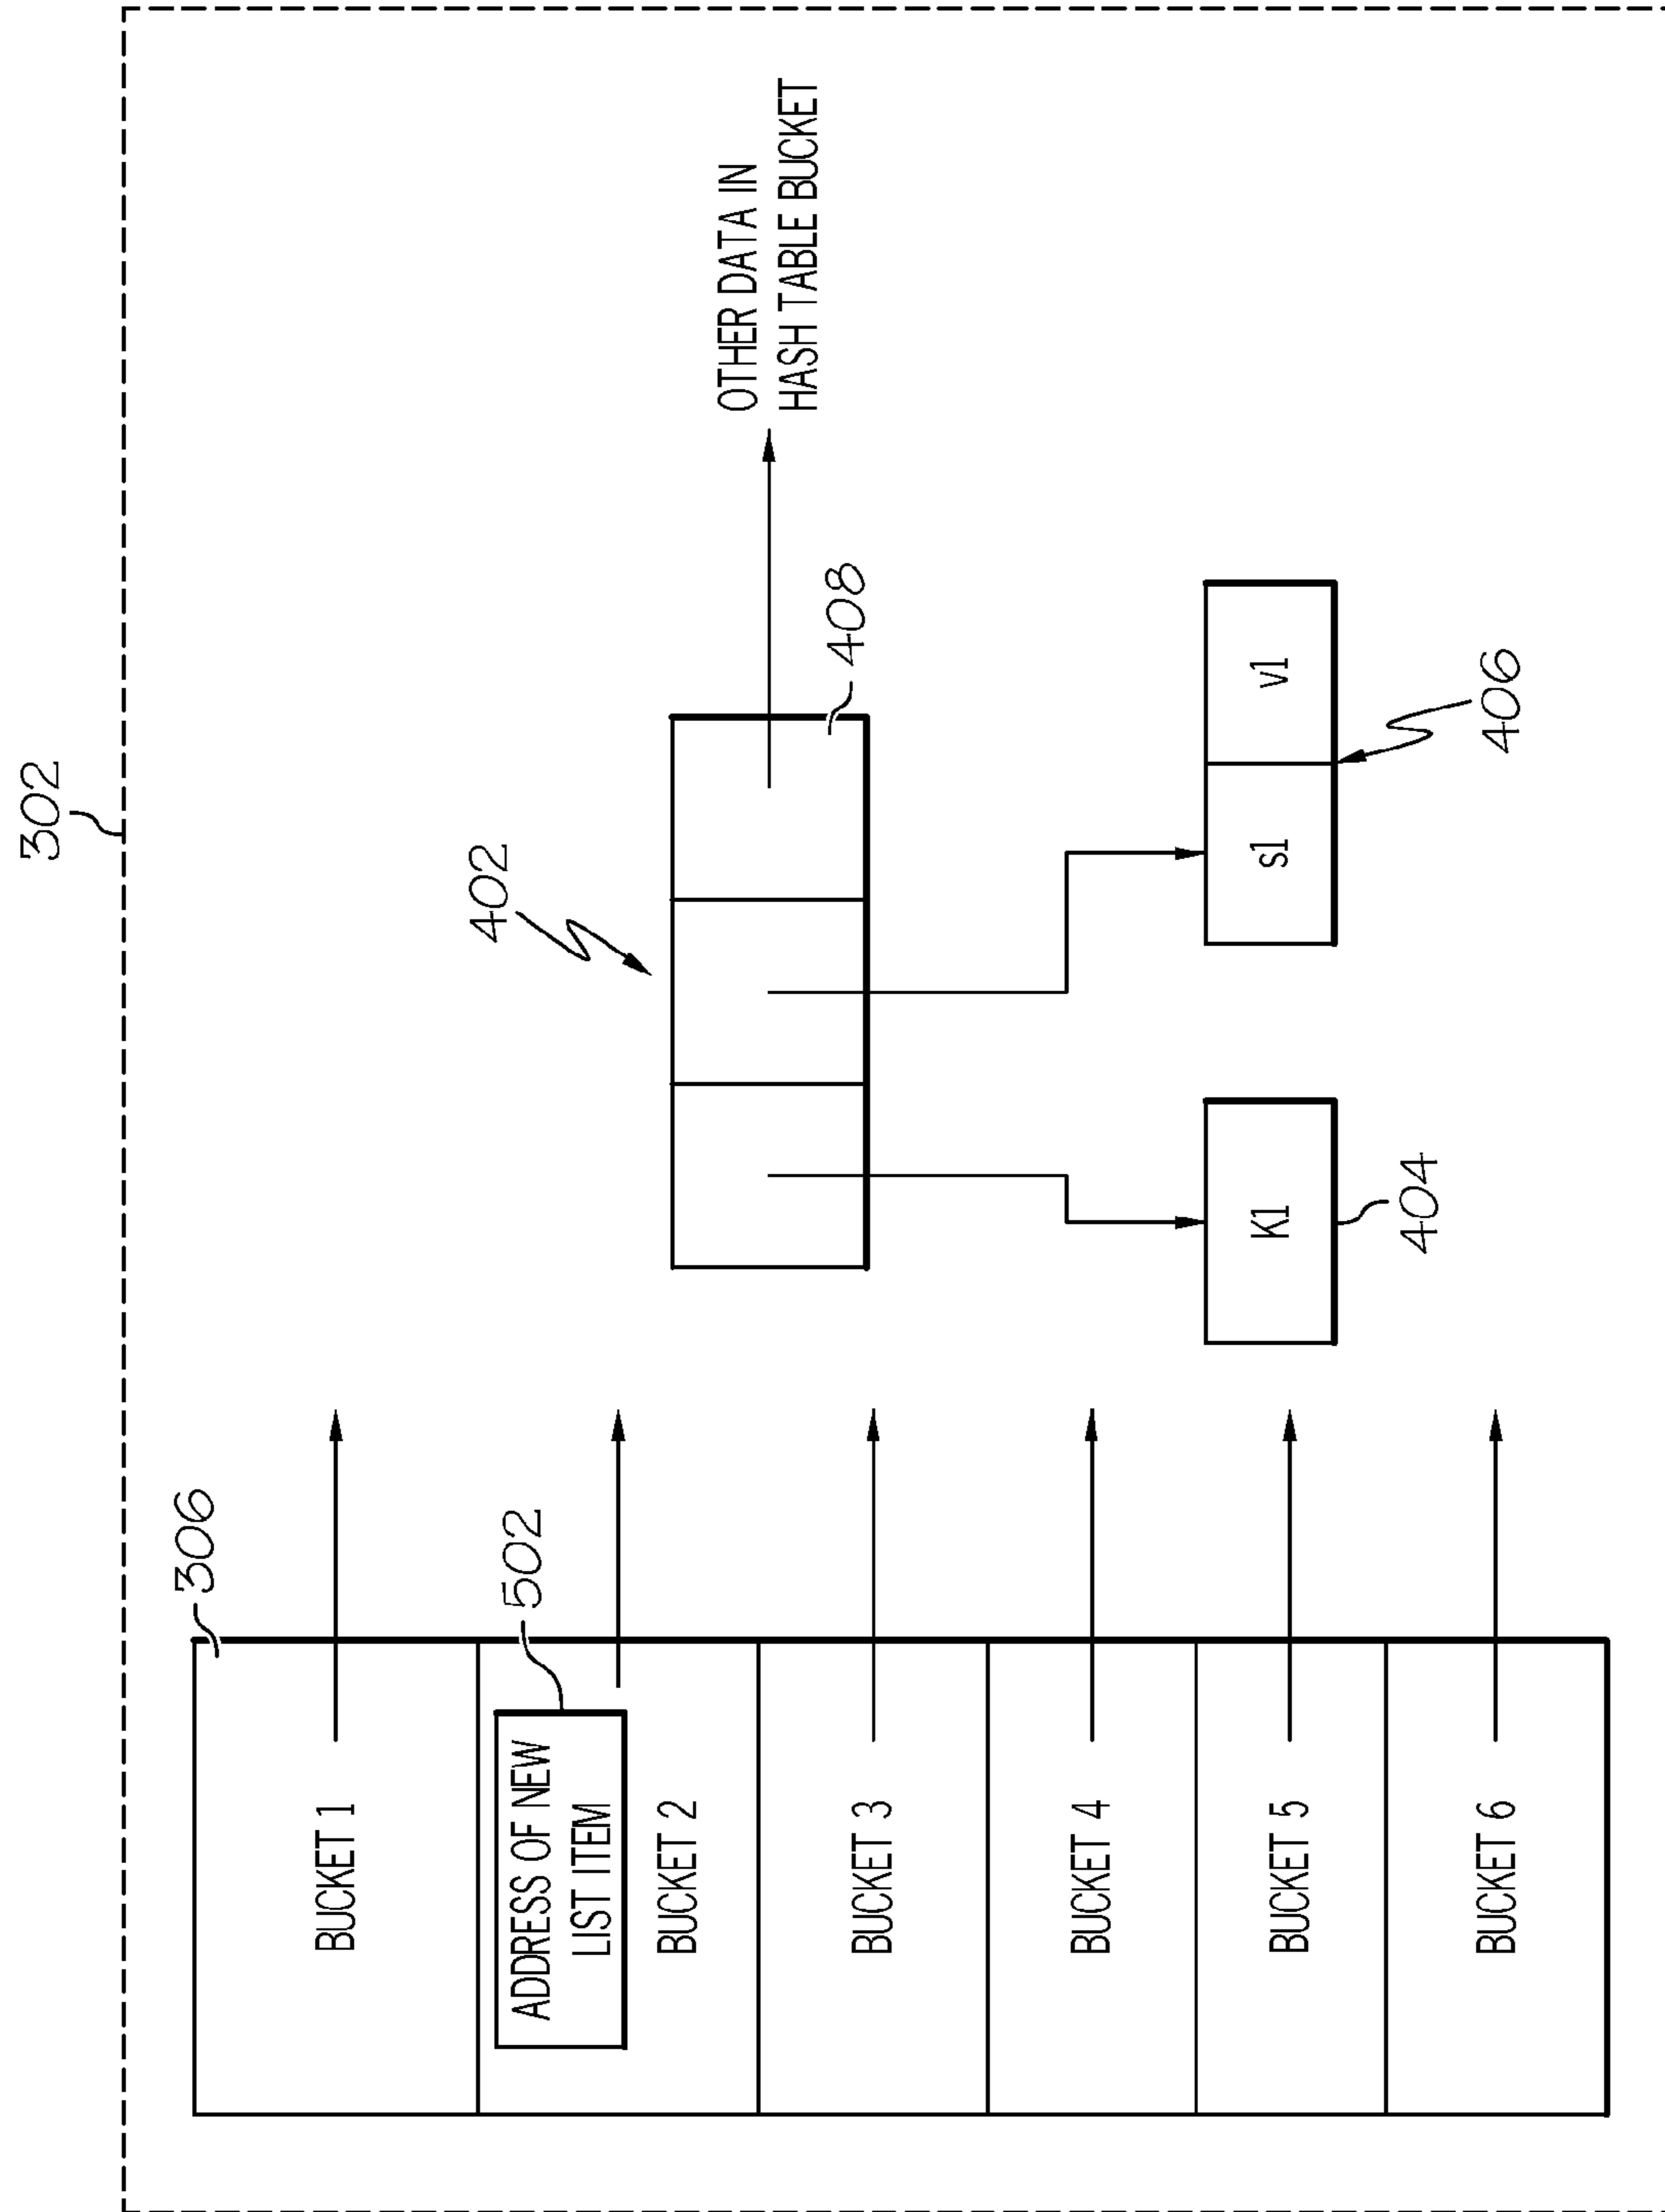 302
306
BUCKET 1
502
ADDRESS OF NEW
LIST ITEM
BUCKET 2
BUCKET 3
BUCKET 4
BUCKET 5
BUCKET 6
402
408
OTHER DATA IN
HASH TABLE BUCKET
K1
404
s1
v1
406